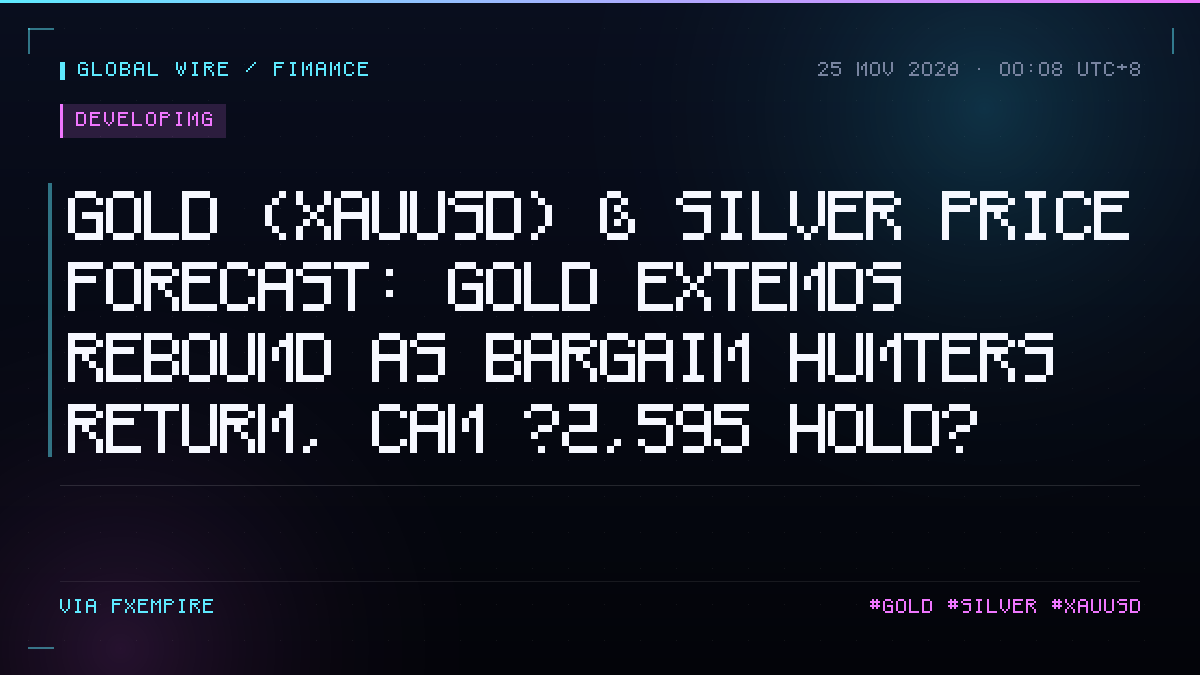 GLOBAL WIRE / FINANCE
25 NOV · 00:08 UTC+8
DEVELOPING
GOLD (XAUUSD) & SILVER PRICE
FORECAST: GOLD EXTENDS
REBOUND AS BARGAIN HUNTERS
RETURN, CAN ?2,595 HOLD?
VIA FXEMPIRE
#GOLD #SILVER #XAUUSD